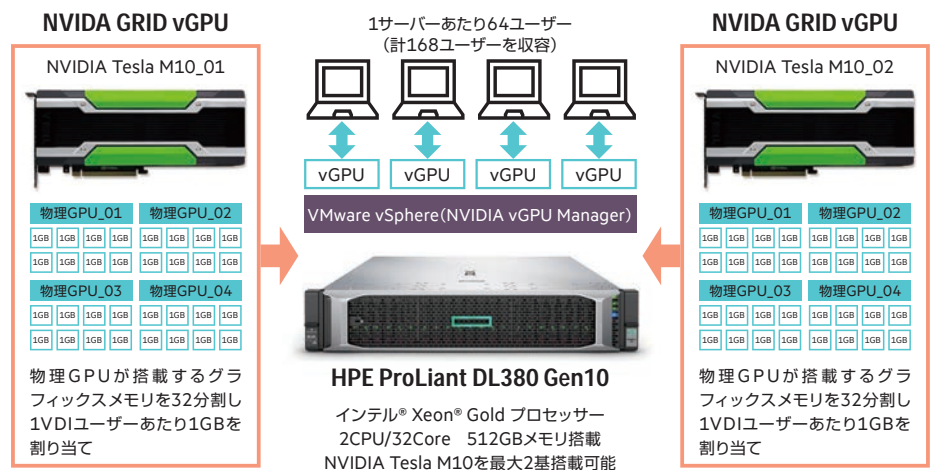 NVIDA GRID vGPU
NVIDIA Tesla M10_01
物理GPU_01 物理GPU_02
1GB 1GB 1GB 1GB 1GB 1GB 1GB 1GB
1GB 1GB 1GB 1GB 1GB 1GB 1GB 1GB
物理GPU_03 物理GPU_04
1GB 1GB 1GB 1GB 1GB 1GB 1GB 1GB
1GB 1GB 1GB 1GB 1GB 1GB 1GB 1GB
物理GPUが搭載するグラ
フィックスメモリを32分割し
1VDIユーザーあたり1GBを
割り当て
1サーバーあたり64ユーザー
（計168ユーザーを収容）
vGPU vGPU vGPU vGPU
VMware vSphere(NVIDIA vGPU Manager)
HPE ProLiant DL380 Gen10
インテル® Xeon® Gold プロセッサー
2CPU/32Core 512GBメモリ搭載
NVIDIA Tesla M10を最大2基搭載可能
NVIDA GRID vGPU
NVIDIA Tesla M10_02
物理GPU_01 物理GPU_02
1GB 1GB 1GB 1GB 1GB 1GB 1GB 1GB
1GB 1GB 1GB 1GB 1GB 1GB 1GB 1GB
物理GPU_03 物理GPU_04
1GB 1GB 1GB 1GB 1GB 1GB 1GB 1GB
1GB 1GB 1GB 1GB 1GB 1GB 1GB 1GB
物理GPUが搭載するグラ
フィックスメモリを32分割し
1VDIユーザーあたり1GBを
割り当て